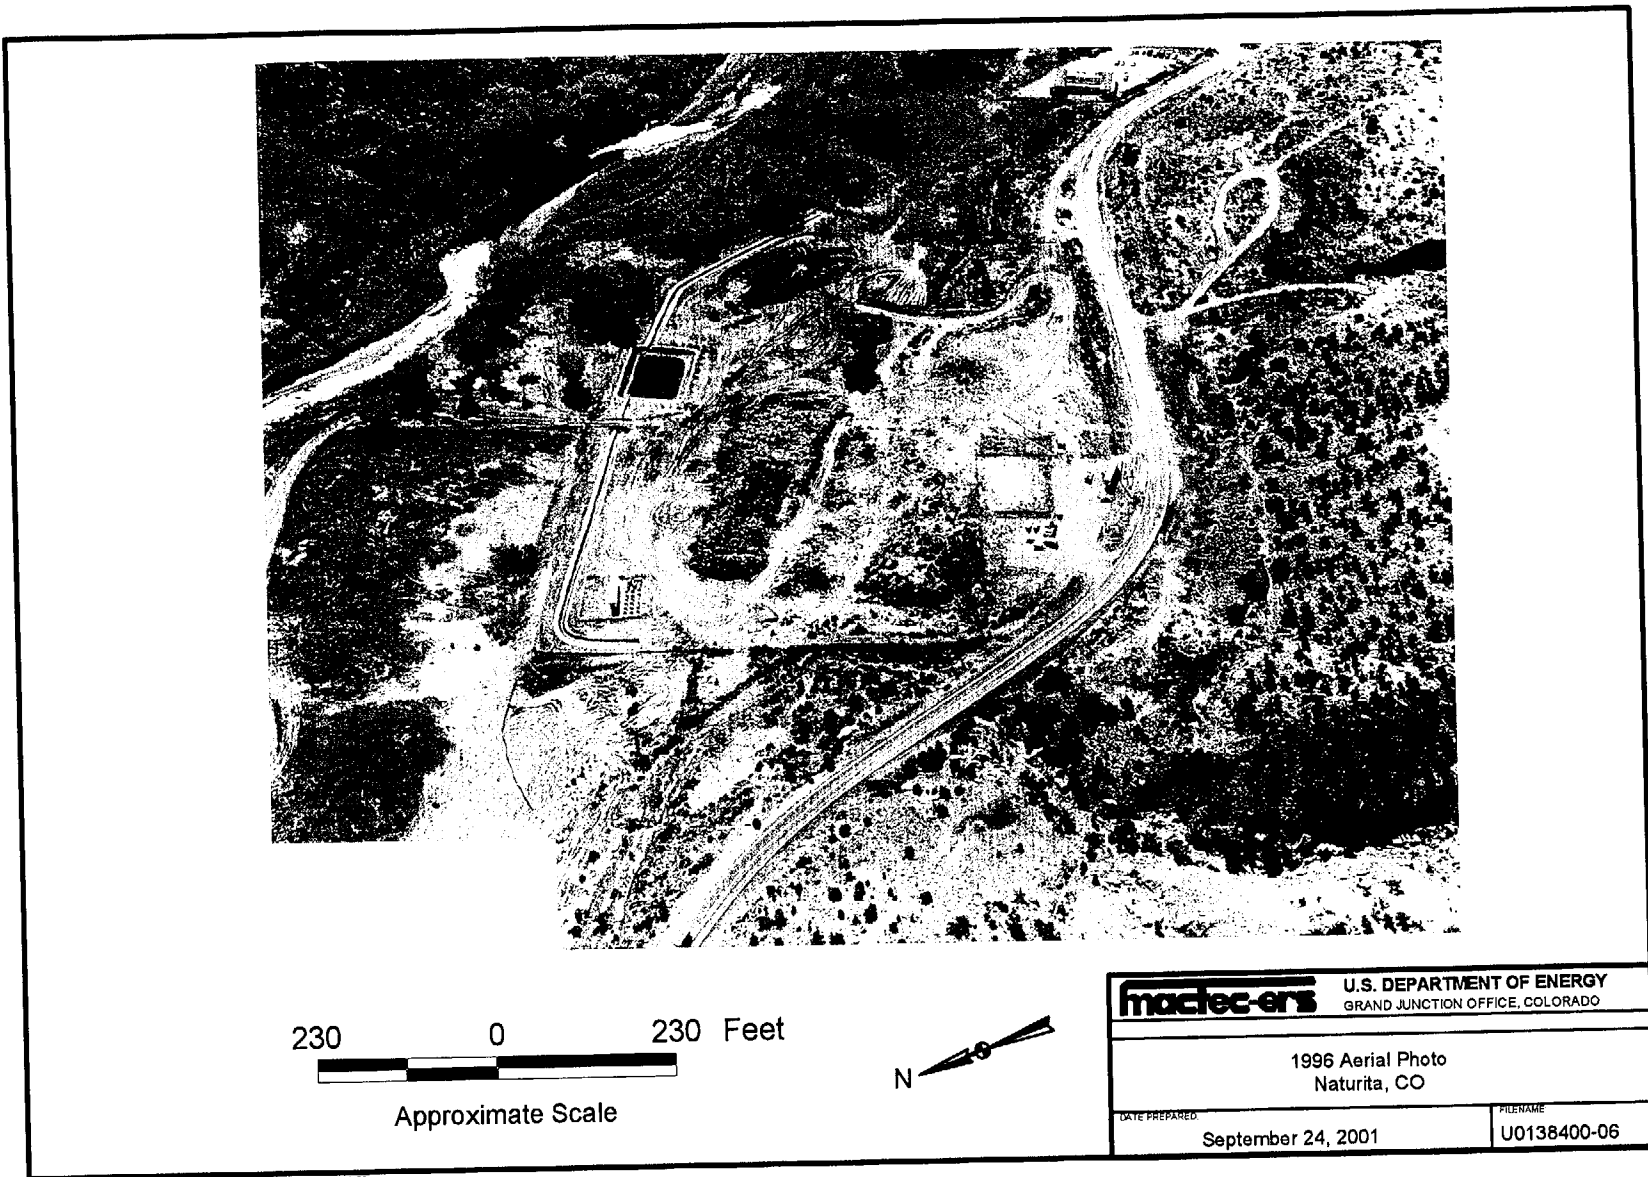 230 0 230 Feet
Approximate Scale
N
mactec-ers
U.S. DEPARTMENT OF ENERGY
GRAND JUNCTION OFFICE, COLORADO
1996 Aerial Photo
Naturita, CO
DATE PREPARED:
September 24, 2001
FILENAME
U0138400-06